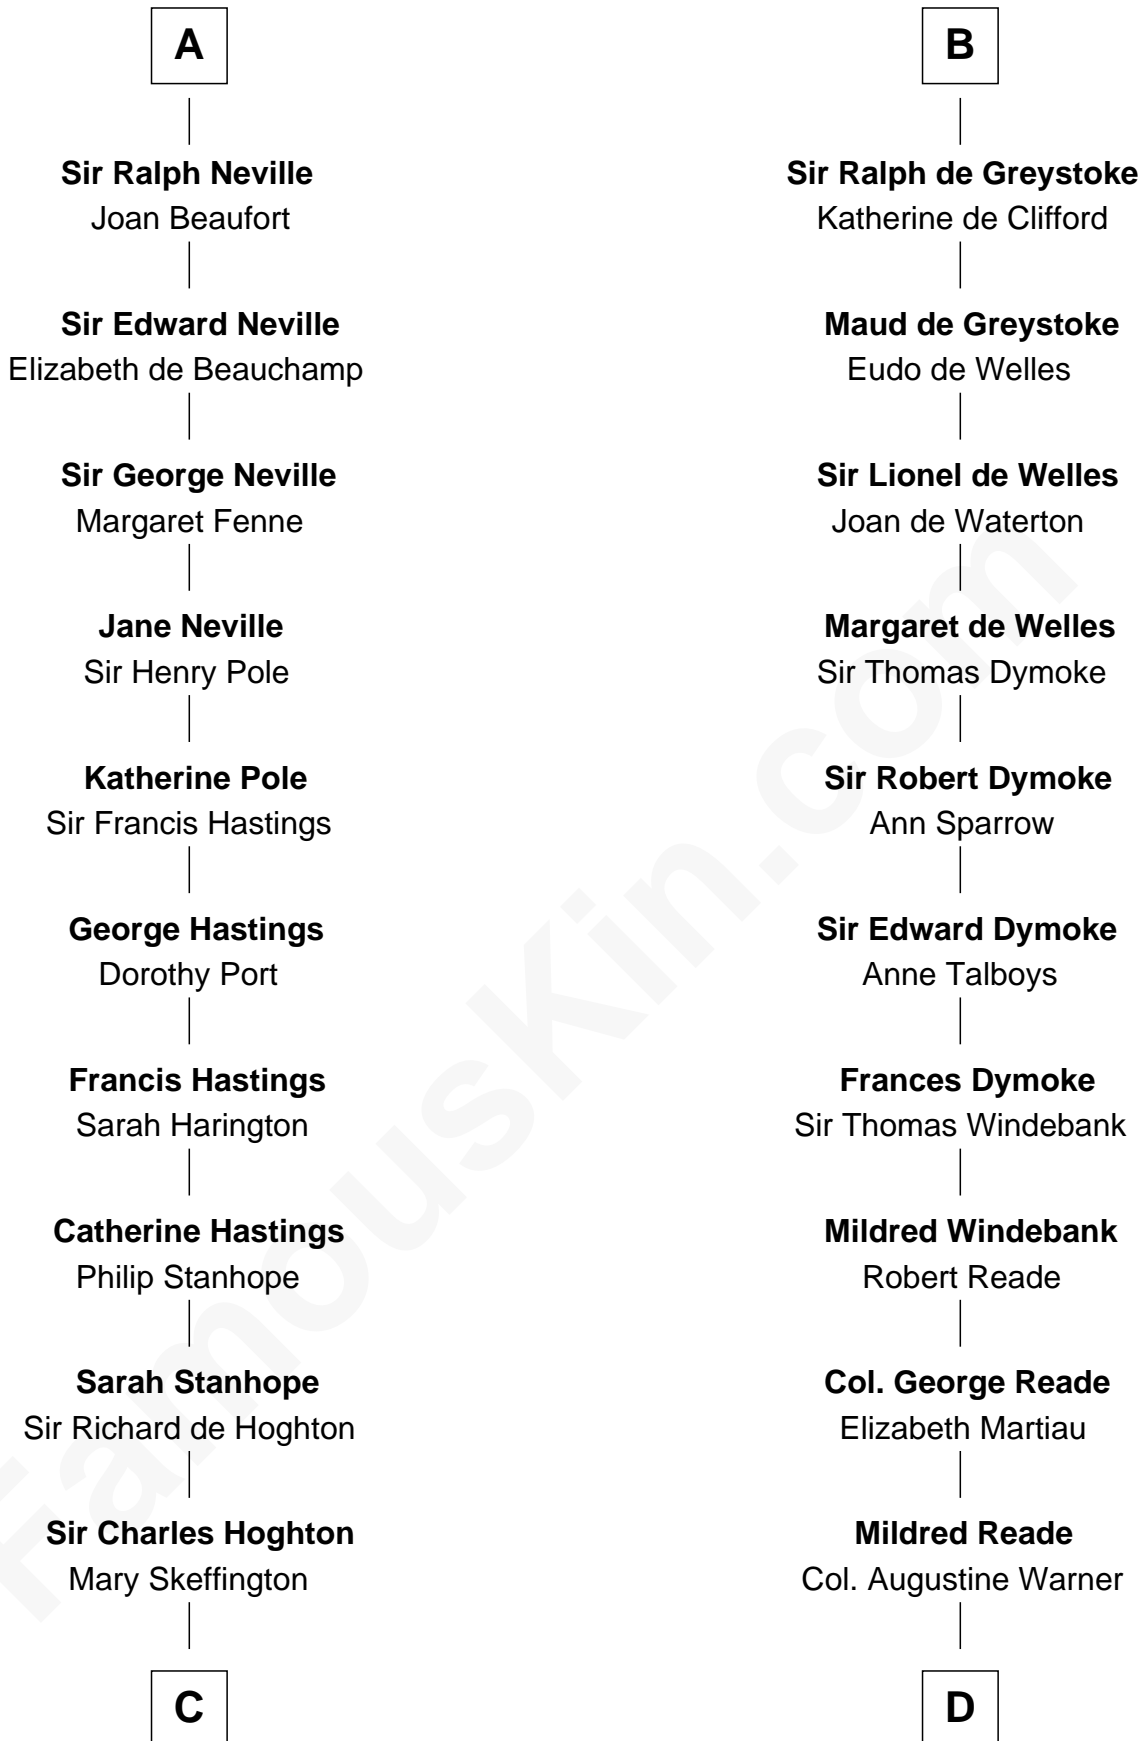 A
Sir Ralph Neville
Joan Beaufort
Sir Edward Neville
Elizabeth de Beauchamp
Sir George Neville
Margaret Fenne
Jane Neville
Sir Henry Pole
Katherine Pole
Sir Francis Hastings
George Hastings
Dorothy Port
Francis Hastings
Sarah Harington
Catherine Hastings
Philip Stanhope
Sarah Stanhope
Sir Richard de Hoghton
Sir Charles Hoghton
Mary Skeffington
C
B
Sir Ralph de Greystoke
Katherine de Clifford
Maud de Greystoke
Eudo de Welles
Sir Lionel de Welles
Joan de Waterton
Margaret de Welles
Sir Thomas Dymoke
Sir Robert Dymoke
Ann Sparrow
Sir Edward Dymoke
Anne Talboys
Frances Dymoke
Sir Thomas Windebank
Mildred Windebank
Robert Reade
Col. George Reade
Elizabeth Martiau
Mildred Reade
Col. Augustine Warner
D
FamousKin.com